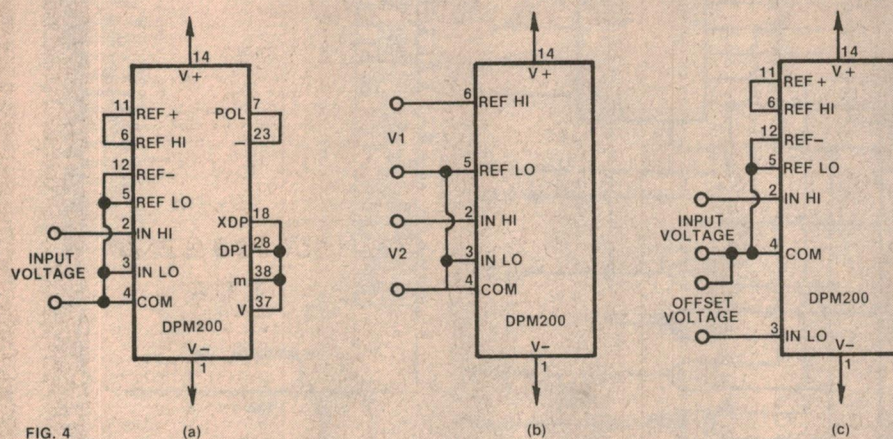 14
V+
11
REF +
6
REF HI
12
REF-
5
REF LO
2
IN HI
INPUT
VOLTAGE
3
IN LO
4
COM
POL
7
-
23
XDP
18
DP1
28
m
38
V
37
DPM200
V-
1
FIG. 4
(a)
14
V+
6
REF HI
V1
5
REF LO
2
IN HI
V2
3
IN LO
4
COM
DPM200
V-
1
(b)
14
V+
11
REF +
6
REF HI
12
REF-
5
REF LO
2
IN HI
INPUT
VOLTAGE
4
COM
OFFSET
VOLTAGE
DPM200
3
IN LO
V-
1
(c)